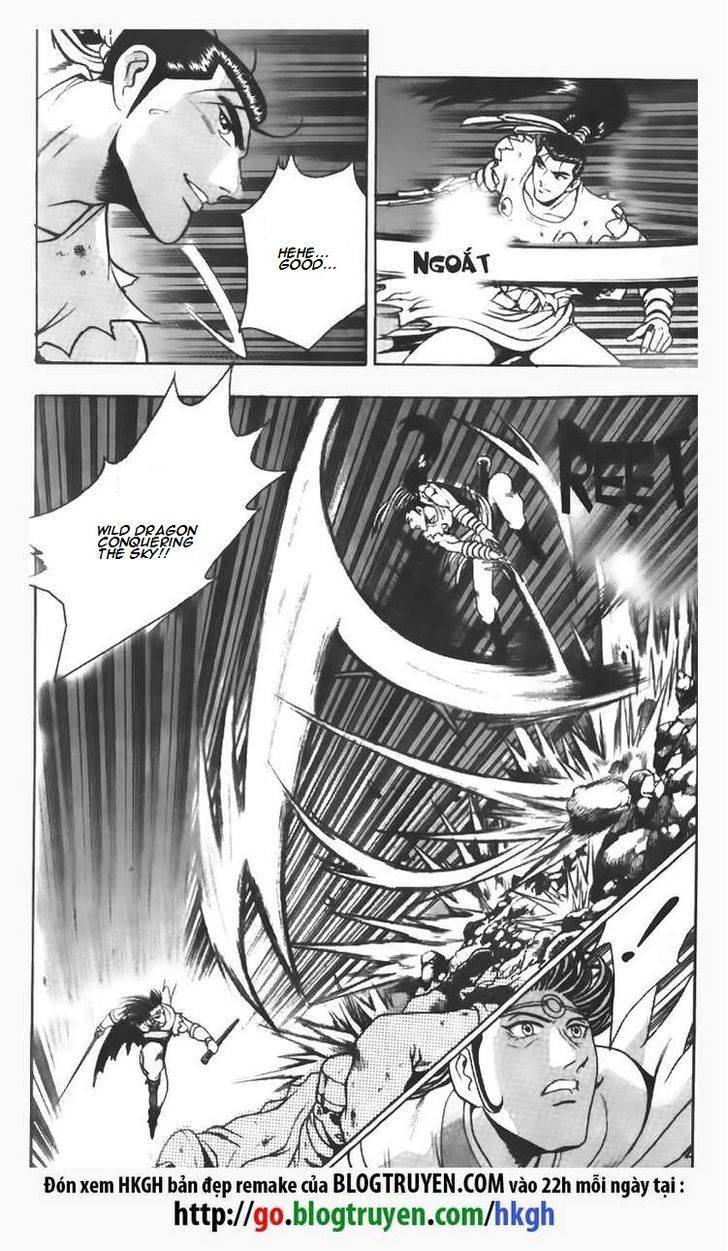 HEHE...
GOOD...
NGOÁT
WILD DRAGON
CONQUERING
THE SKY!!
REẸT
!
Đón xem HKGH bản đẹp remake của BLOGTRUYEN.COM vào 22h mỗi ngày tại :
http://go.blogtruyen.com/hkgh